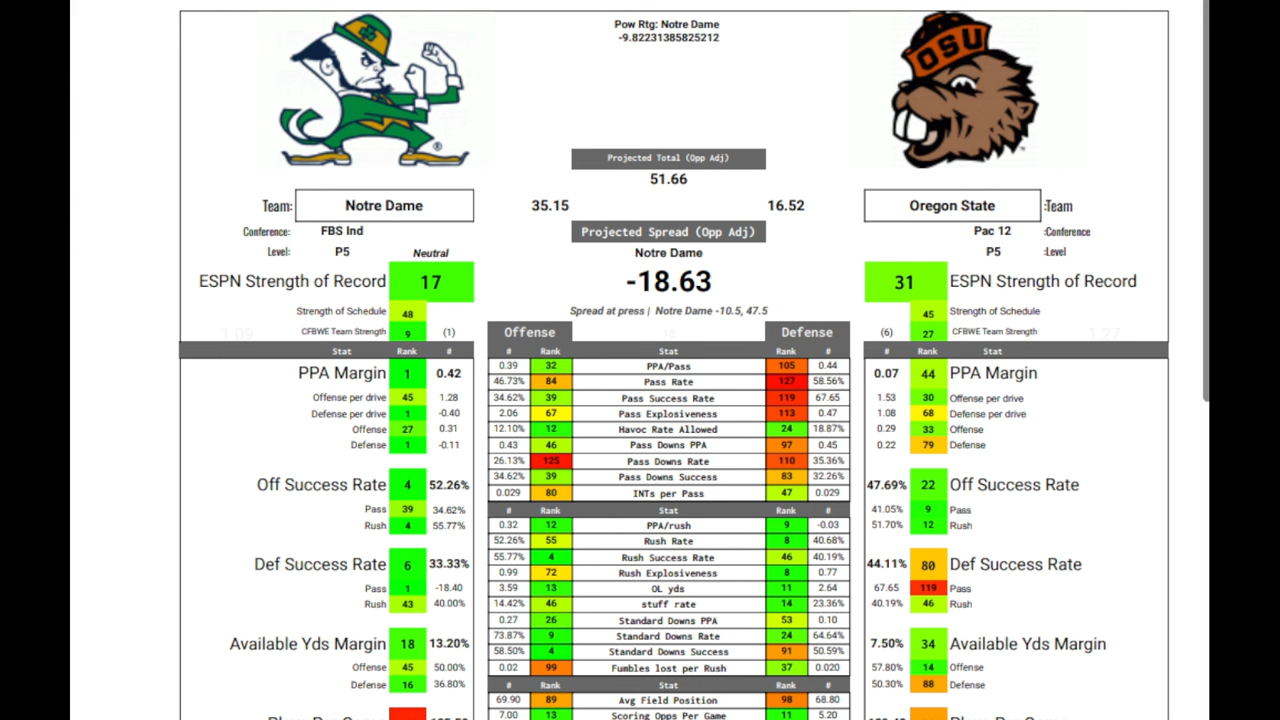 Pow Rtg: Notre Dame
-9.82231385825212
OSU
®
Projected Total (Opp Adj)
51.66
Team: Notre Dame 35.15 16.52 Oregon State :Team
Conference: FBS Ind Projected Spread (Opp Adj) Pac 12 :Conference
Level: P5 Neutral Notre Dame P5 :Level
ESPN Strength of Record 17 -18.63 31 ESPN Strength of Record
Strength of Schedule 48 Spread at press | Notre Dame -10.5, 47.5 45 Strength of Schedule
1.09 CFBWE Team Strength 9 (1) Offense Defense (6) 27 CFBWE Team Strength 1.27
Stat Rank # # Rank Stat Rank # # Rank Stat
PPA Margin 1 0.42 0.39 32 PPA/Pass 105 0.44 0.07 44 PPA Margin
46.73% 84 Pass Rate 127 58.56%
Offense per drive 45 1.28 34.62% 39 Pass Success Rate 119 67.65 1.53 30 Offense per drive
Defense per drive 1 -0.40 2.06 67 Pass Explosiveness 113 0.47 1.08 68 Defense per drive
Offense 27 0.31 12.10% 12 Havoc Rate Allowed 24 18.87% 0.29 33 Offense
Defense 1 -0.11 0.43 46 Pass Downs PPA 97 0.45 0.22 79 Defense
26.13% 125 Pass Downs Rate 110 35.36%
Off Success Rate 4 52.26% 34.62% 39 Pass Downs Success 83 32.26% 47.69% 22 Off Success Rate
0.029 80 INTs per Pass 47 0.029
Pass 39 34.62% # Rank Stat Rank # 41.05% 9 Pass
Rush 4 55.77% 0.32 12 PPA/rush 9 -0.03 51.70% 12 Rush
52.26% 55 Rush Rate 8 40.68%
Def Success Rate 6 33.33% 55.77% 4 Rush Success Rate 46 40.19% 44.11% 80 Def Success Rate
0.99 72 Rush Explosiveness 8 0.77
Pass 1 -18.40 3.59 13 OL yds 11 2.64 67.65 119 Pass
Rush 43 40.00% 14.42% 46 stuff rate 14 23.36% 40.19% 46 Rush
0.27 26 Standard Downs PPA 53 0.10
Available Yds Margin 18 13.20% 73.87% 9 Standard Downs Rate 24 64.64% 7.50% 34 Available Yds Margin
58.50% 4 Standard Downs Success 91 50.59%
Offense 45 50.00% 0.02 99 Fumbles lost per Rush 37 0.020 57.80% 14 Offense
Defense 16 36.80% # Rank Stat Rank # 50.30% 88 Defense
69.90 89 Avg Field Position 98 68.80
7.00 13 Scoring Opps Per Game 11 5.20